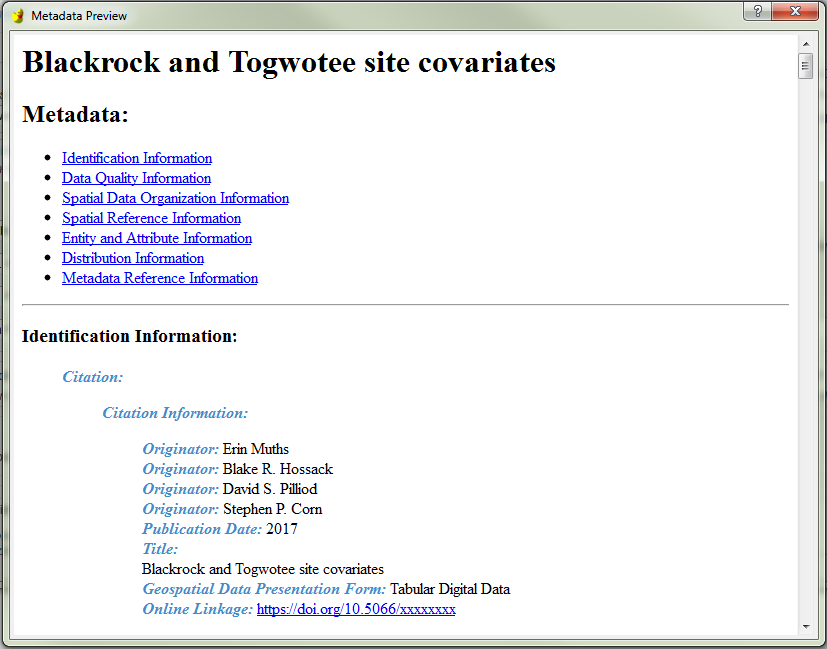 Metadata Preview
Blackrock and Togwotee site covariates
Metadata:
Identification Information
Data Quality Information
Spatial Data Organization Information
Spatial Reference Information
Entity and Attribute Information
Distribution Information
Metadata Reference Information
Identification Information:
Citation:
Citation Information:
Originator: Erin Muths
Originator: Blake R. Hossack
Originator: David S. Pilliod
Originator: Stephen P. Corn
Publication Date: 2017
Title:
Blackrock and Togwotee site covariates
Geospatial Data Presentation Form: Tabular Digital Data
Online Linkage: https://doi.org/10.5066/xxxxxxxx